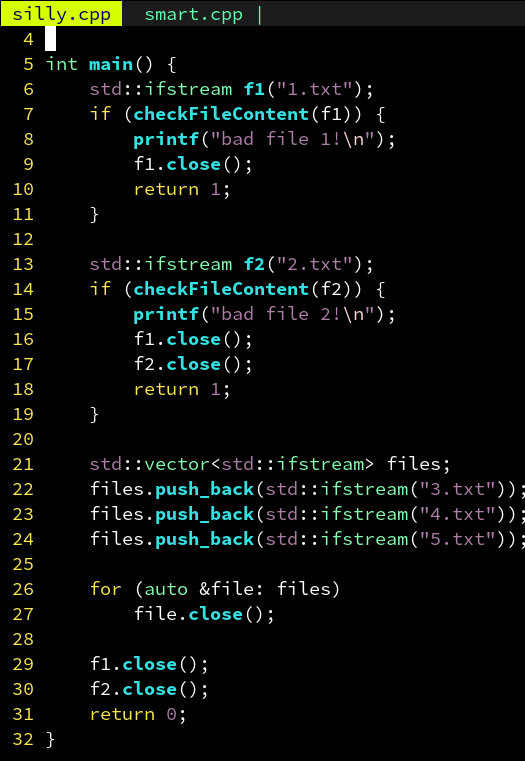 silly.cpp smart.cpp |
4
5 int main() {
6     std::ifstream f1("1.txt");
7     if (checkFileContent(f1)) {
8         printf("bad file 1!\n");
9         f1.close();
10         return 1;
11     }
12
13     std::ifstream f2("2.txt");
14     if (checkFileContent(f2)) {
15         printf("bad file 2!\n");
16         f1.close();
17         f2.close();
18         return 1;
19     }
20
21     std::vector<std::ifstream> files;
22     files.push_back(std::ifstream("3.txt"));
23     files.push_back(std::ifstream("4.txt"));
24     files.push_back(std::ifstream("5.txt"));
25
26     for (auto &file: files)
27         file.close();
28
29     f1.close();
30     f2.close();
31     return 0;
32 }